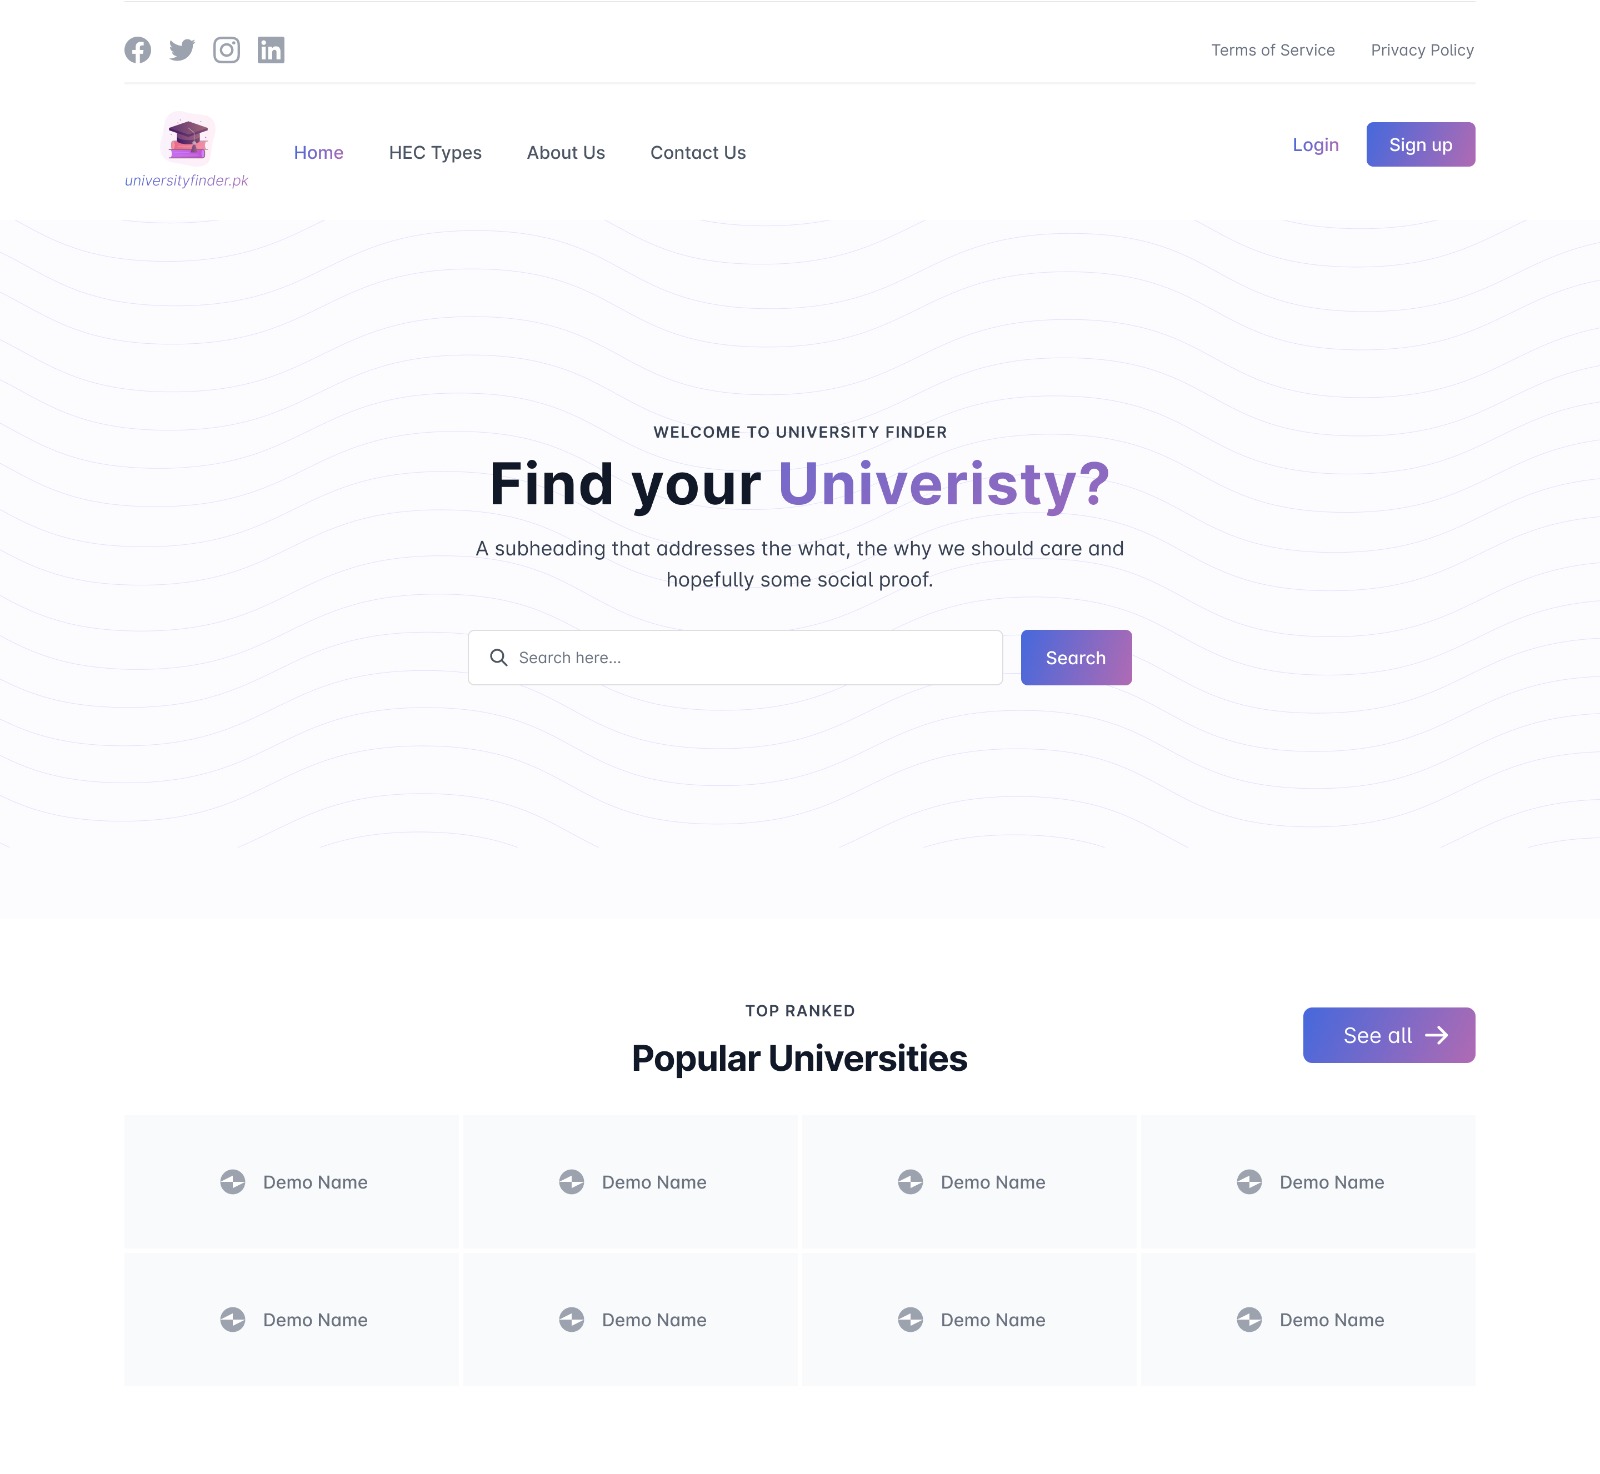 Terms of Service Privacy Policy
universityfinder.pk
Home HEC Types About Us Contact Us
Login Sign up
WELCOME TO UNIVERSITY FINDER
Find your Univeristy?
A subheading that addresses the what, the why we should care and
hopefully some social proof.
Search here...
Search
TOP RANKED
Popular Universities
See all
Demo Name Demo Name Demo Name Demo Name
Demo Name Demo Name Demo Name Demo Name